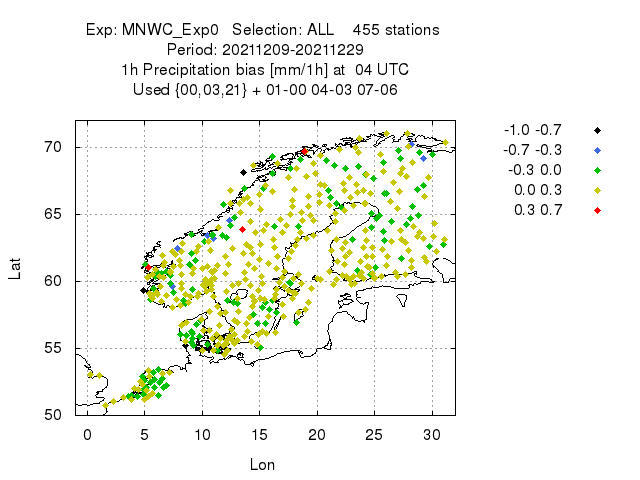 Exp: MNWC_Exp0 Selection: ALL 455 stations
Period: 20211209-20211229
1h Precipitation bias [mm/1h] at 04 UTC
Used {00,03,21} + 01-00 04-03 07-06
-1.0 -0.7
-0.7 -0.3
-0.3 0.0
0.0 0.3
0.3 0.7
70
65
60
55
50
Lat
0 5 10 15 20 25 30
Lon